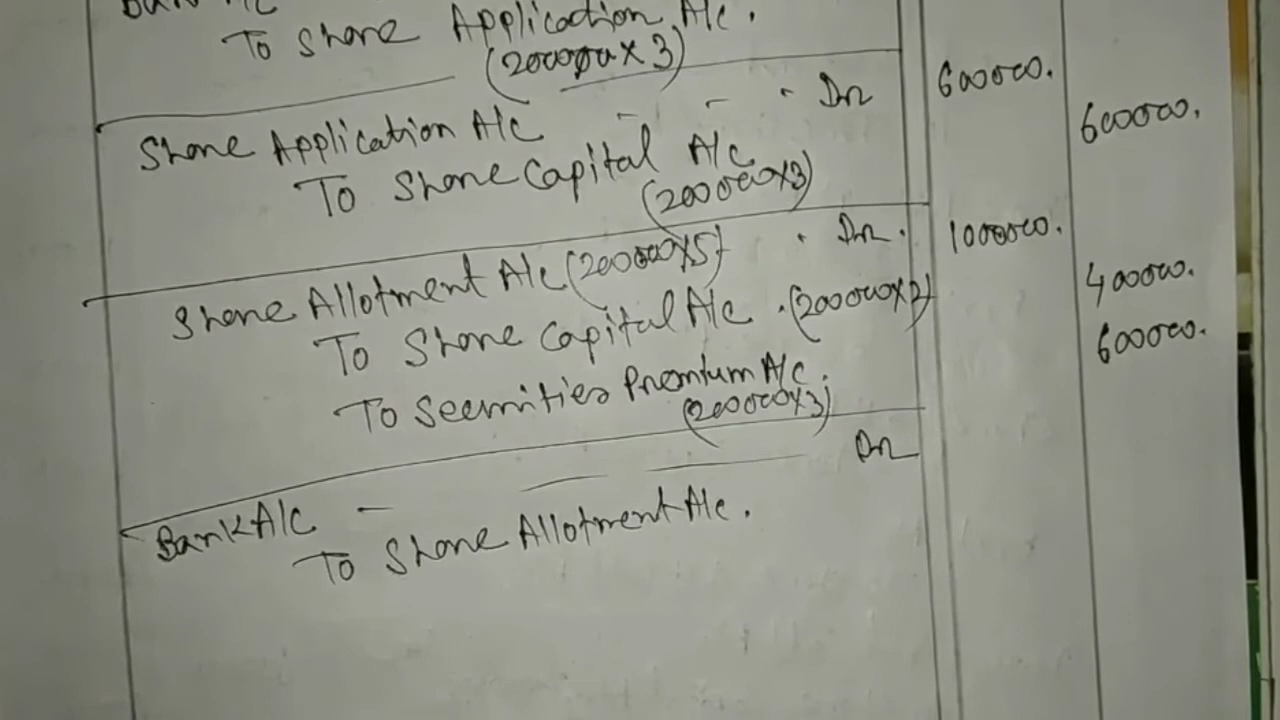 To Share Application A/c.
(200000 x 3)
Share Application A/c - - . Dr 600000.
To Share Capital A/c 600000.
(200000x3)
Share Allotment A/c (200000x5) . Dr. 1000000.
To Share Capital A/c. (200000x2) 400000.
To Securities Premium A/c. 600000.
(200000x3)
Bank A/c - Dr
To Share Allotment A/c.